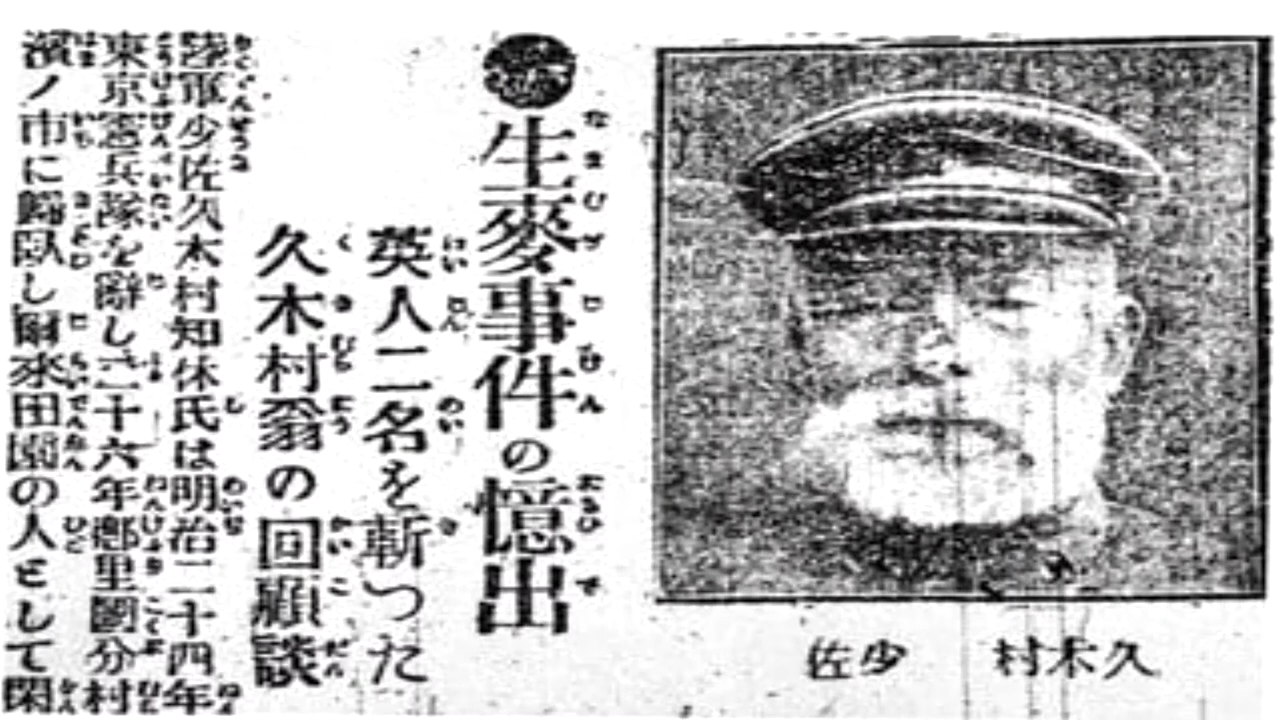 久木村 少佐
●生麥事件の憶出
英人二名を斬つた
久木村翁の回顧談
陸軍少佐久木村知休氏は明治二十四年
東京憲兵隊を辭し二十六年郷里國分村
濱ノ市に歸臥し爾來田園の人として閑